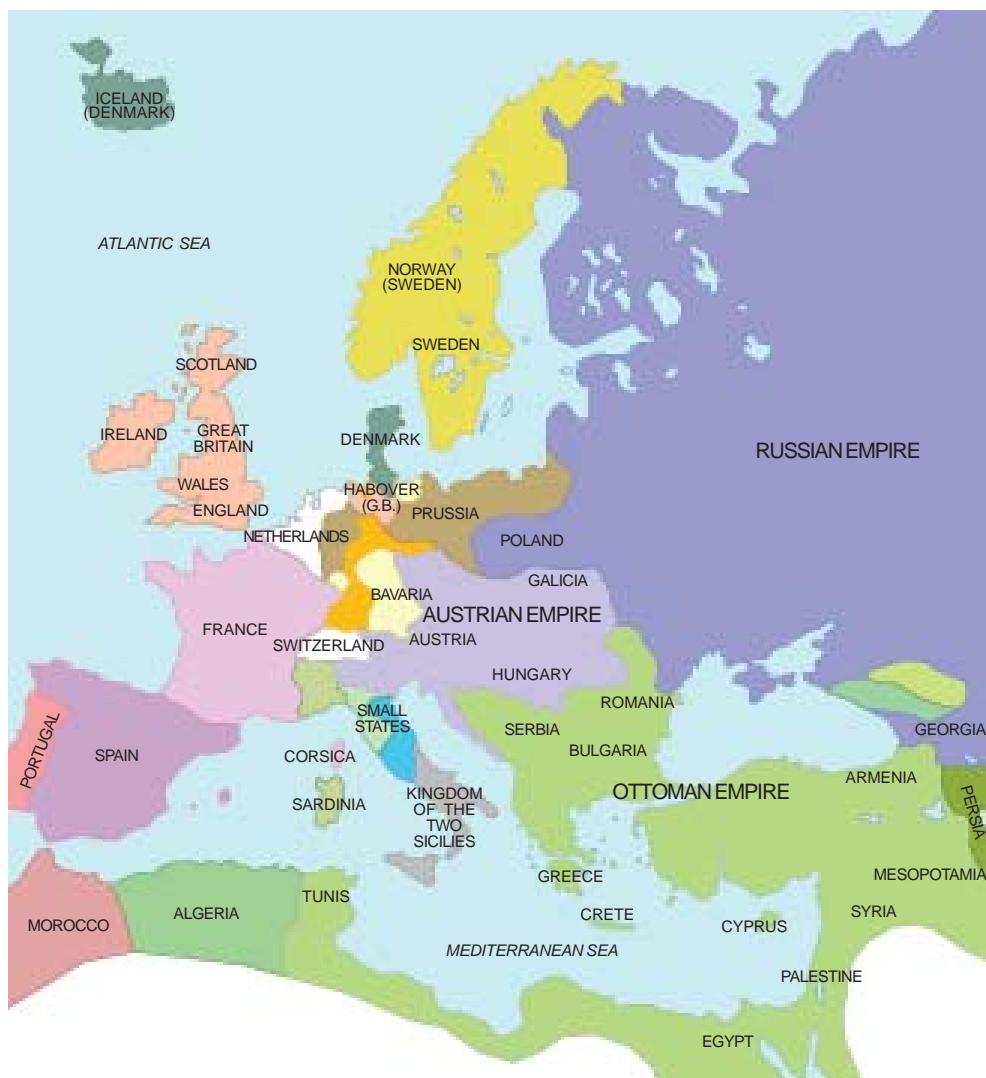 ICELAND
(DENMARK)
ATLANTIC SEA
NORWAY
(SWEDEN)
SWEDEN
SCOTLAND
IRELAND
GREAT
BRITAIN
DENMARK
RUSSIAN EMPIRE
WALES
ENGLAND
HABOVER
(G.B.)
PRUSSIA
NETHERLANDS
POLAND
GALICIA
BAVARIA
AUSTRIAN EMPIRE
FRANCE
AUSTRIA
SWITZERLAND
HUNGARY
ROMANIA
SMALL
STATES
SERBIA
GEORGIA
PORTUGAL
SPAIN
CORSICA
BULGARIA
ARMENIA
OTTOMAN EMPIRE
PERSIA
SARDINIA
KINGDOM
OF THE
TWO
SICILIES
GREECE
MESOPOTAMIA
TUNIS
ALGERIA
MOROCCO
CRETE
CYPRUS
SYRIA
MEDITERRANEAN SEA
PALESTINE
EGYPT